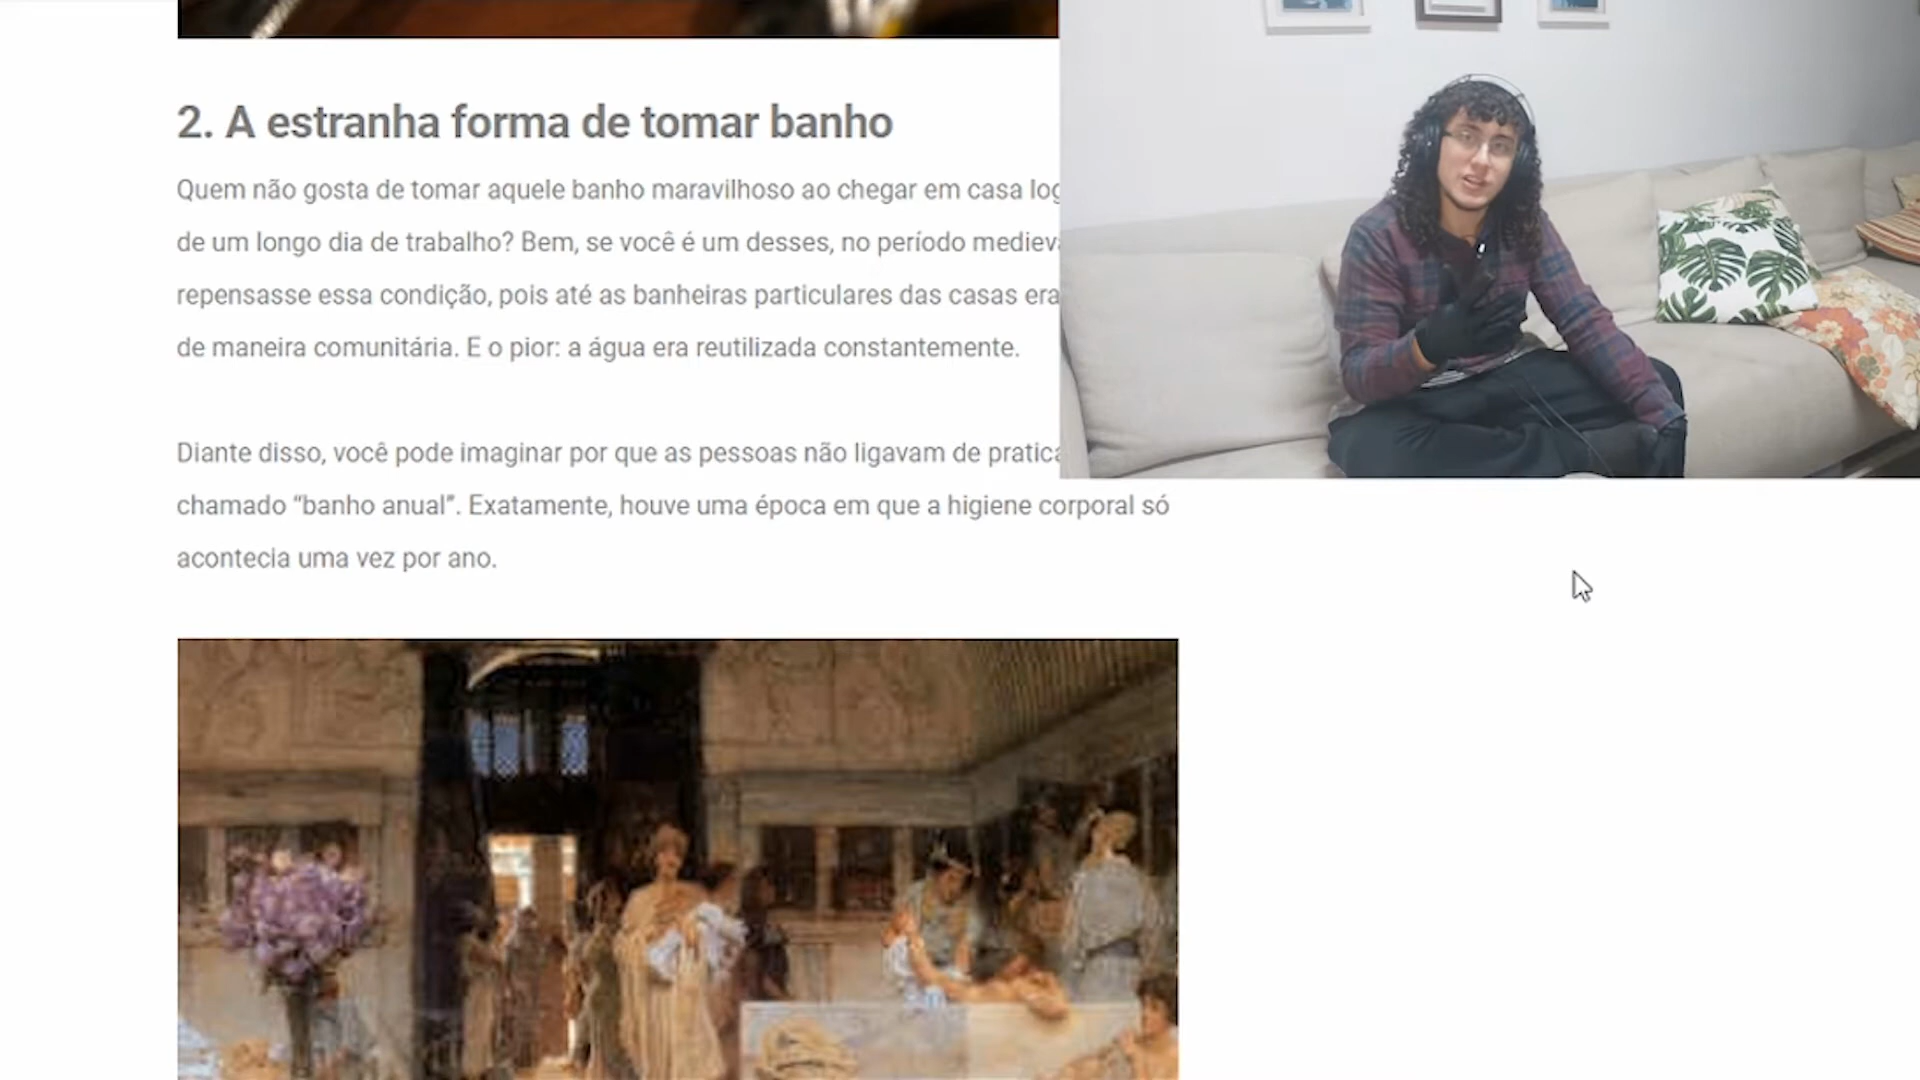 2. A estranha forma de tomar banho
Quem não gosta de tomar aquele banho maravilhoso ao chegar em casa
de um longo dia de trabalho? Bem, se você é um desses, no período
repensasse essa condição, pois até as banheiras particulares das casas
de maneira comunitária. E o pior: a água era reutilizada constantemente.
Diante disso, você pode imaginar por que as pessoas não ligavam de
chamado “banho anual”. Exatamente, houve uma época em que a higiene corporal só
acontecia uma vez por ano.